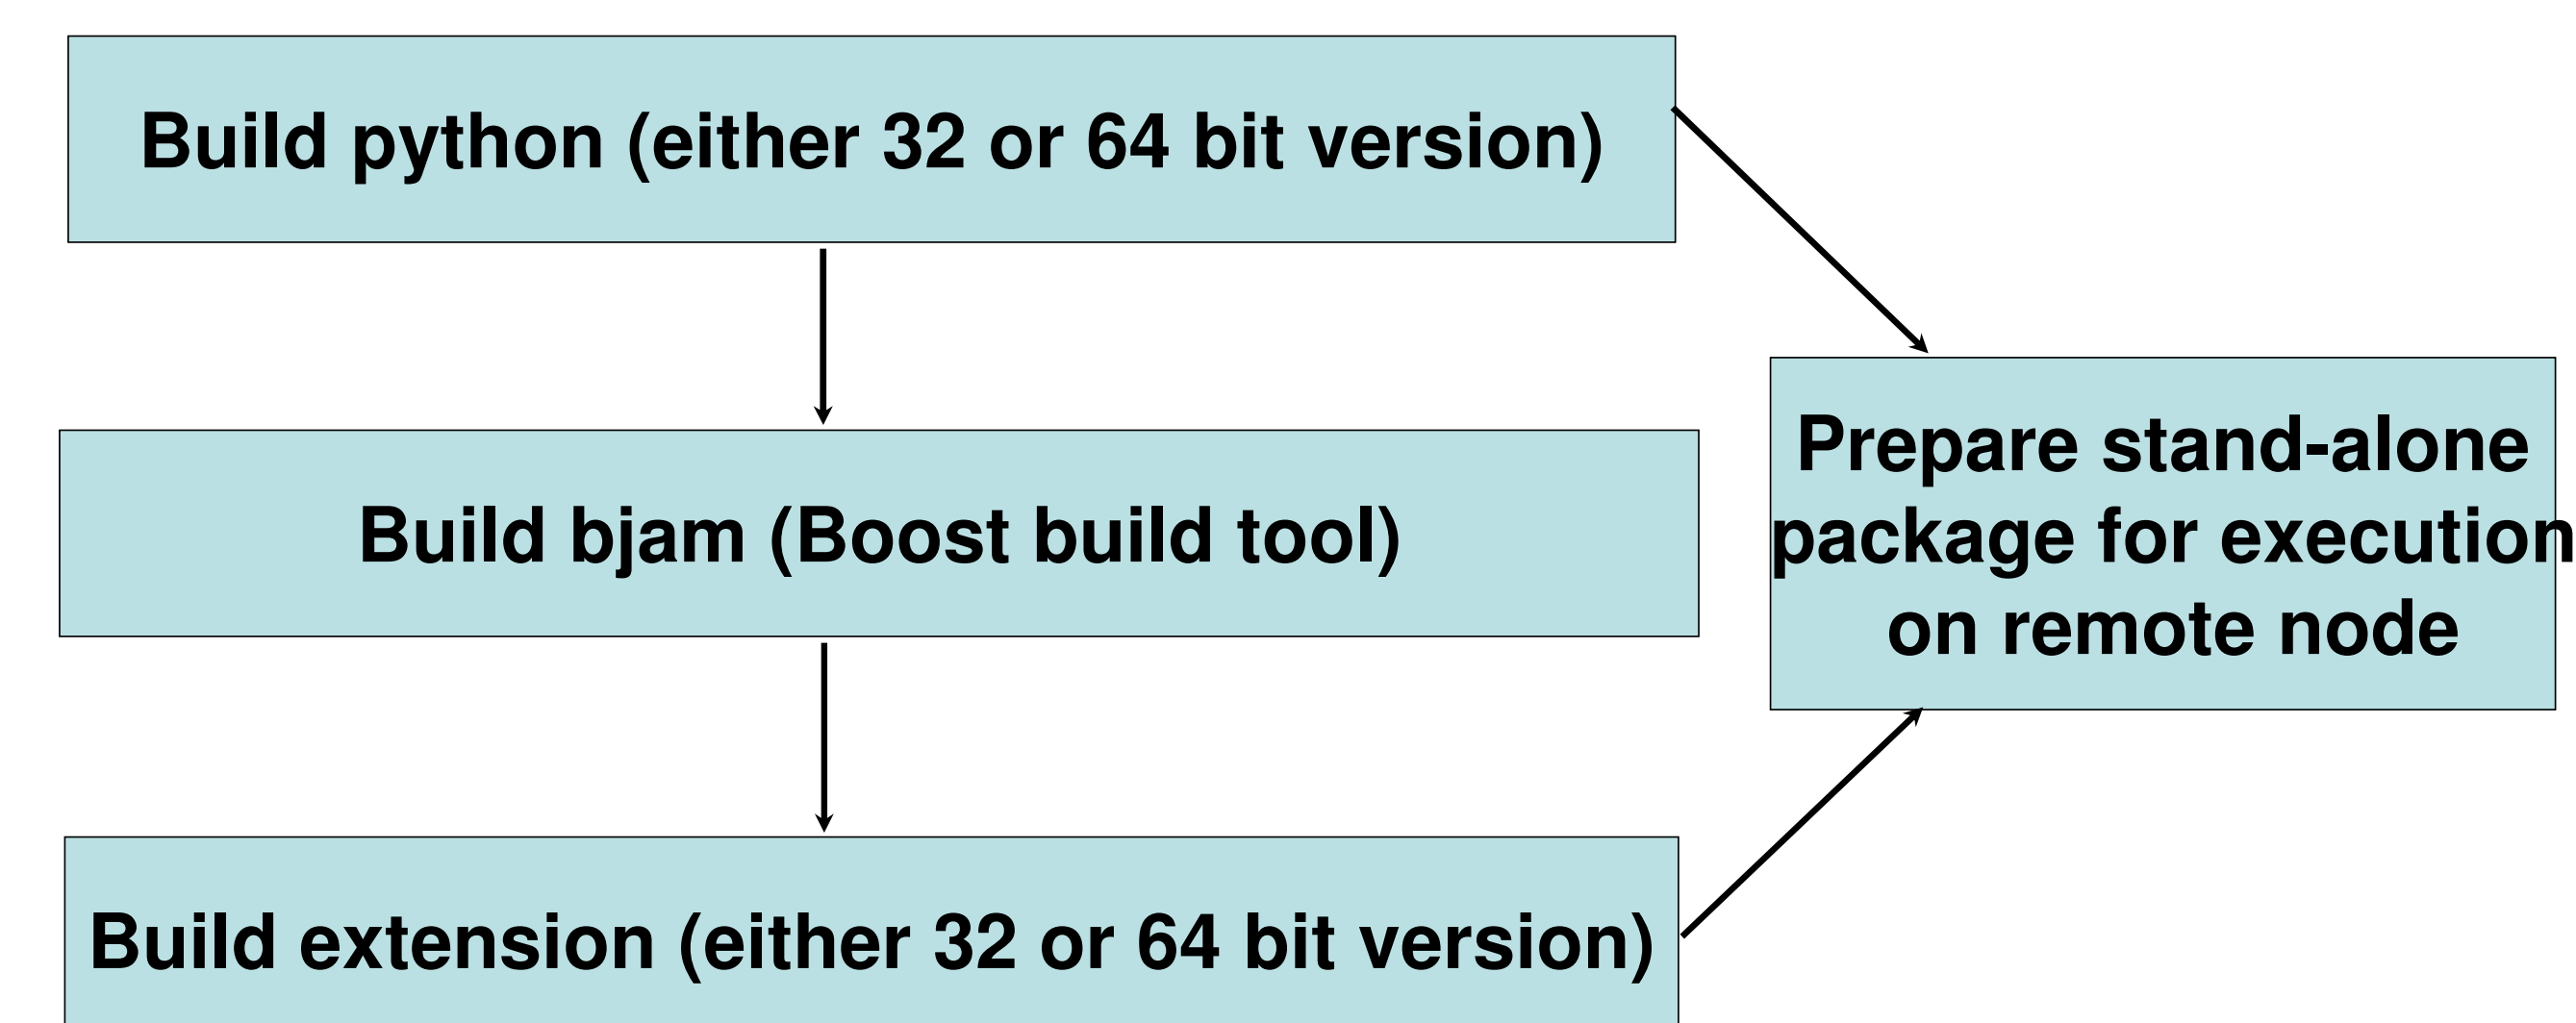 Build python (either 32 or 64 bit version)
Build bjam (Boost build tool)
Build extension (either 32 or 64 bit version)
Prepare stand-alone
package for execution
on remote node